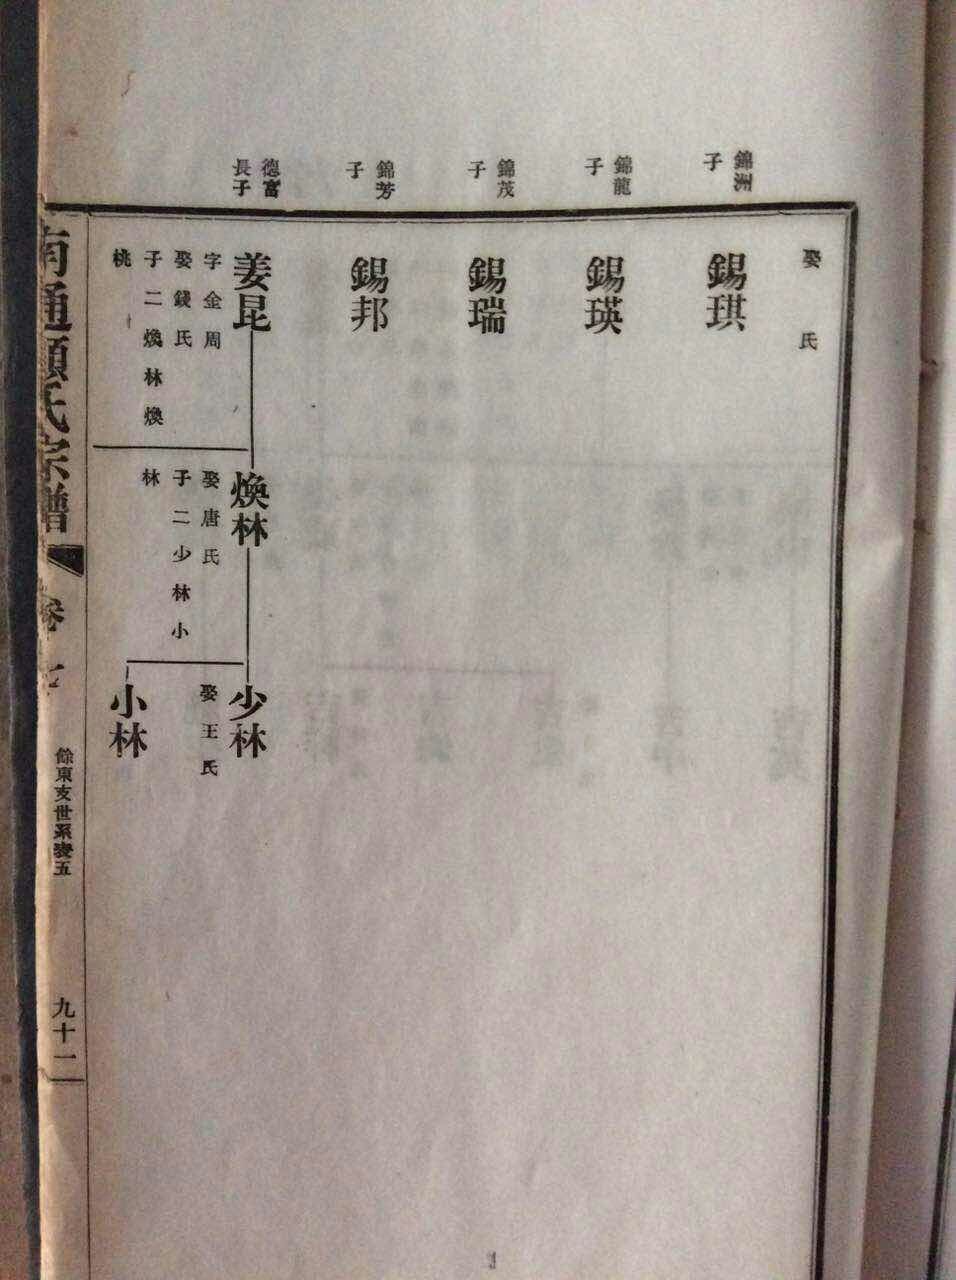 錦洲
子
錦龍
子
錦茂
子
錦芳
子
德富
長子
娶氏
錫琪
錫瑛
錫瑞
錫邦
姜昆
字金周
娶錢氏
子二煥林煥
桃
煥林
娶唐氏
子二少林小
林
少林
娶王氏
小林
南通顧氏宗譜
卷七
餘東支世系表五
九十二